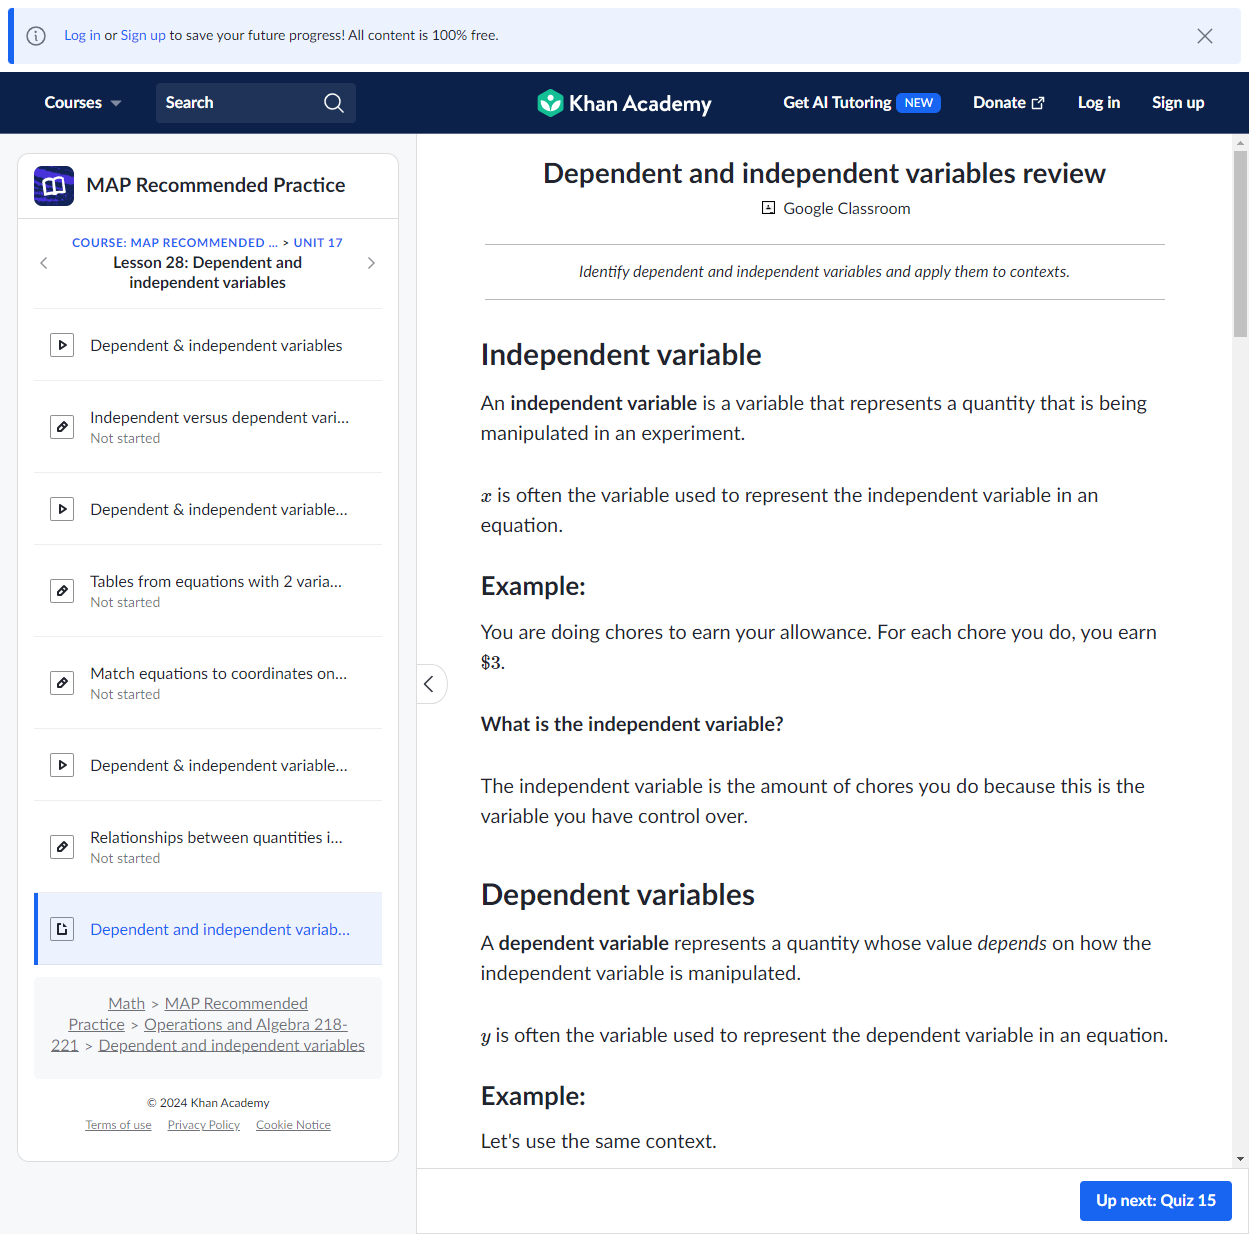 Log in or Sign up to save your future progress! All content is 100% free.
Courses
Search
Khan Academy
Get AI Tutoring NEW
Donate
Log in
Sign up
MAP Recommended Practice
COURSE: MAP RECOMMENDED ... > UNIT 17
Lesson 28: Dependent and
independent variables
Dependent & independent variables
Independent versus dependent vari...
Not started
Dependent & independent variable...
Tables from equations with 2 varia...
Not started
Match equations to coordinates on...
Not started
Dependent & independent variable...
Relationships between quantities i...
Not started
Dependent and independent variab...
Math > MAP Recommended
Practice > Operations and Algebra 218-
221 > Dependent and independent variables
© 2024 Khan Academy
Terms of use Privacy Policy Cookie Notice
Dependent and independent variables review
Google Classroom
Identify dependent and independent variables and apply them to contexts.
Independent variable
An independent variable is a variable that represents a quantity that is being
manipulated in an experiment.
x is often the variable used to represent the independent variable in an
equation.
Example:
You are doing chores to earn your allowance. For each chore you do, you earn
$3.
What is the independent variable?
The independent variable is the amount of chores you do because this is the
variable you have control over.
Dependent variables
A dependent variable represents a quantity whose value depends on how the
independent variable is manipulated.
y is often the variable used to represent the dependent variable in an equation.
Example:
Let's use the same context.
Up next: Quiz 15